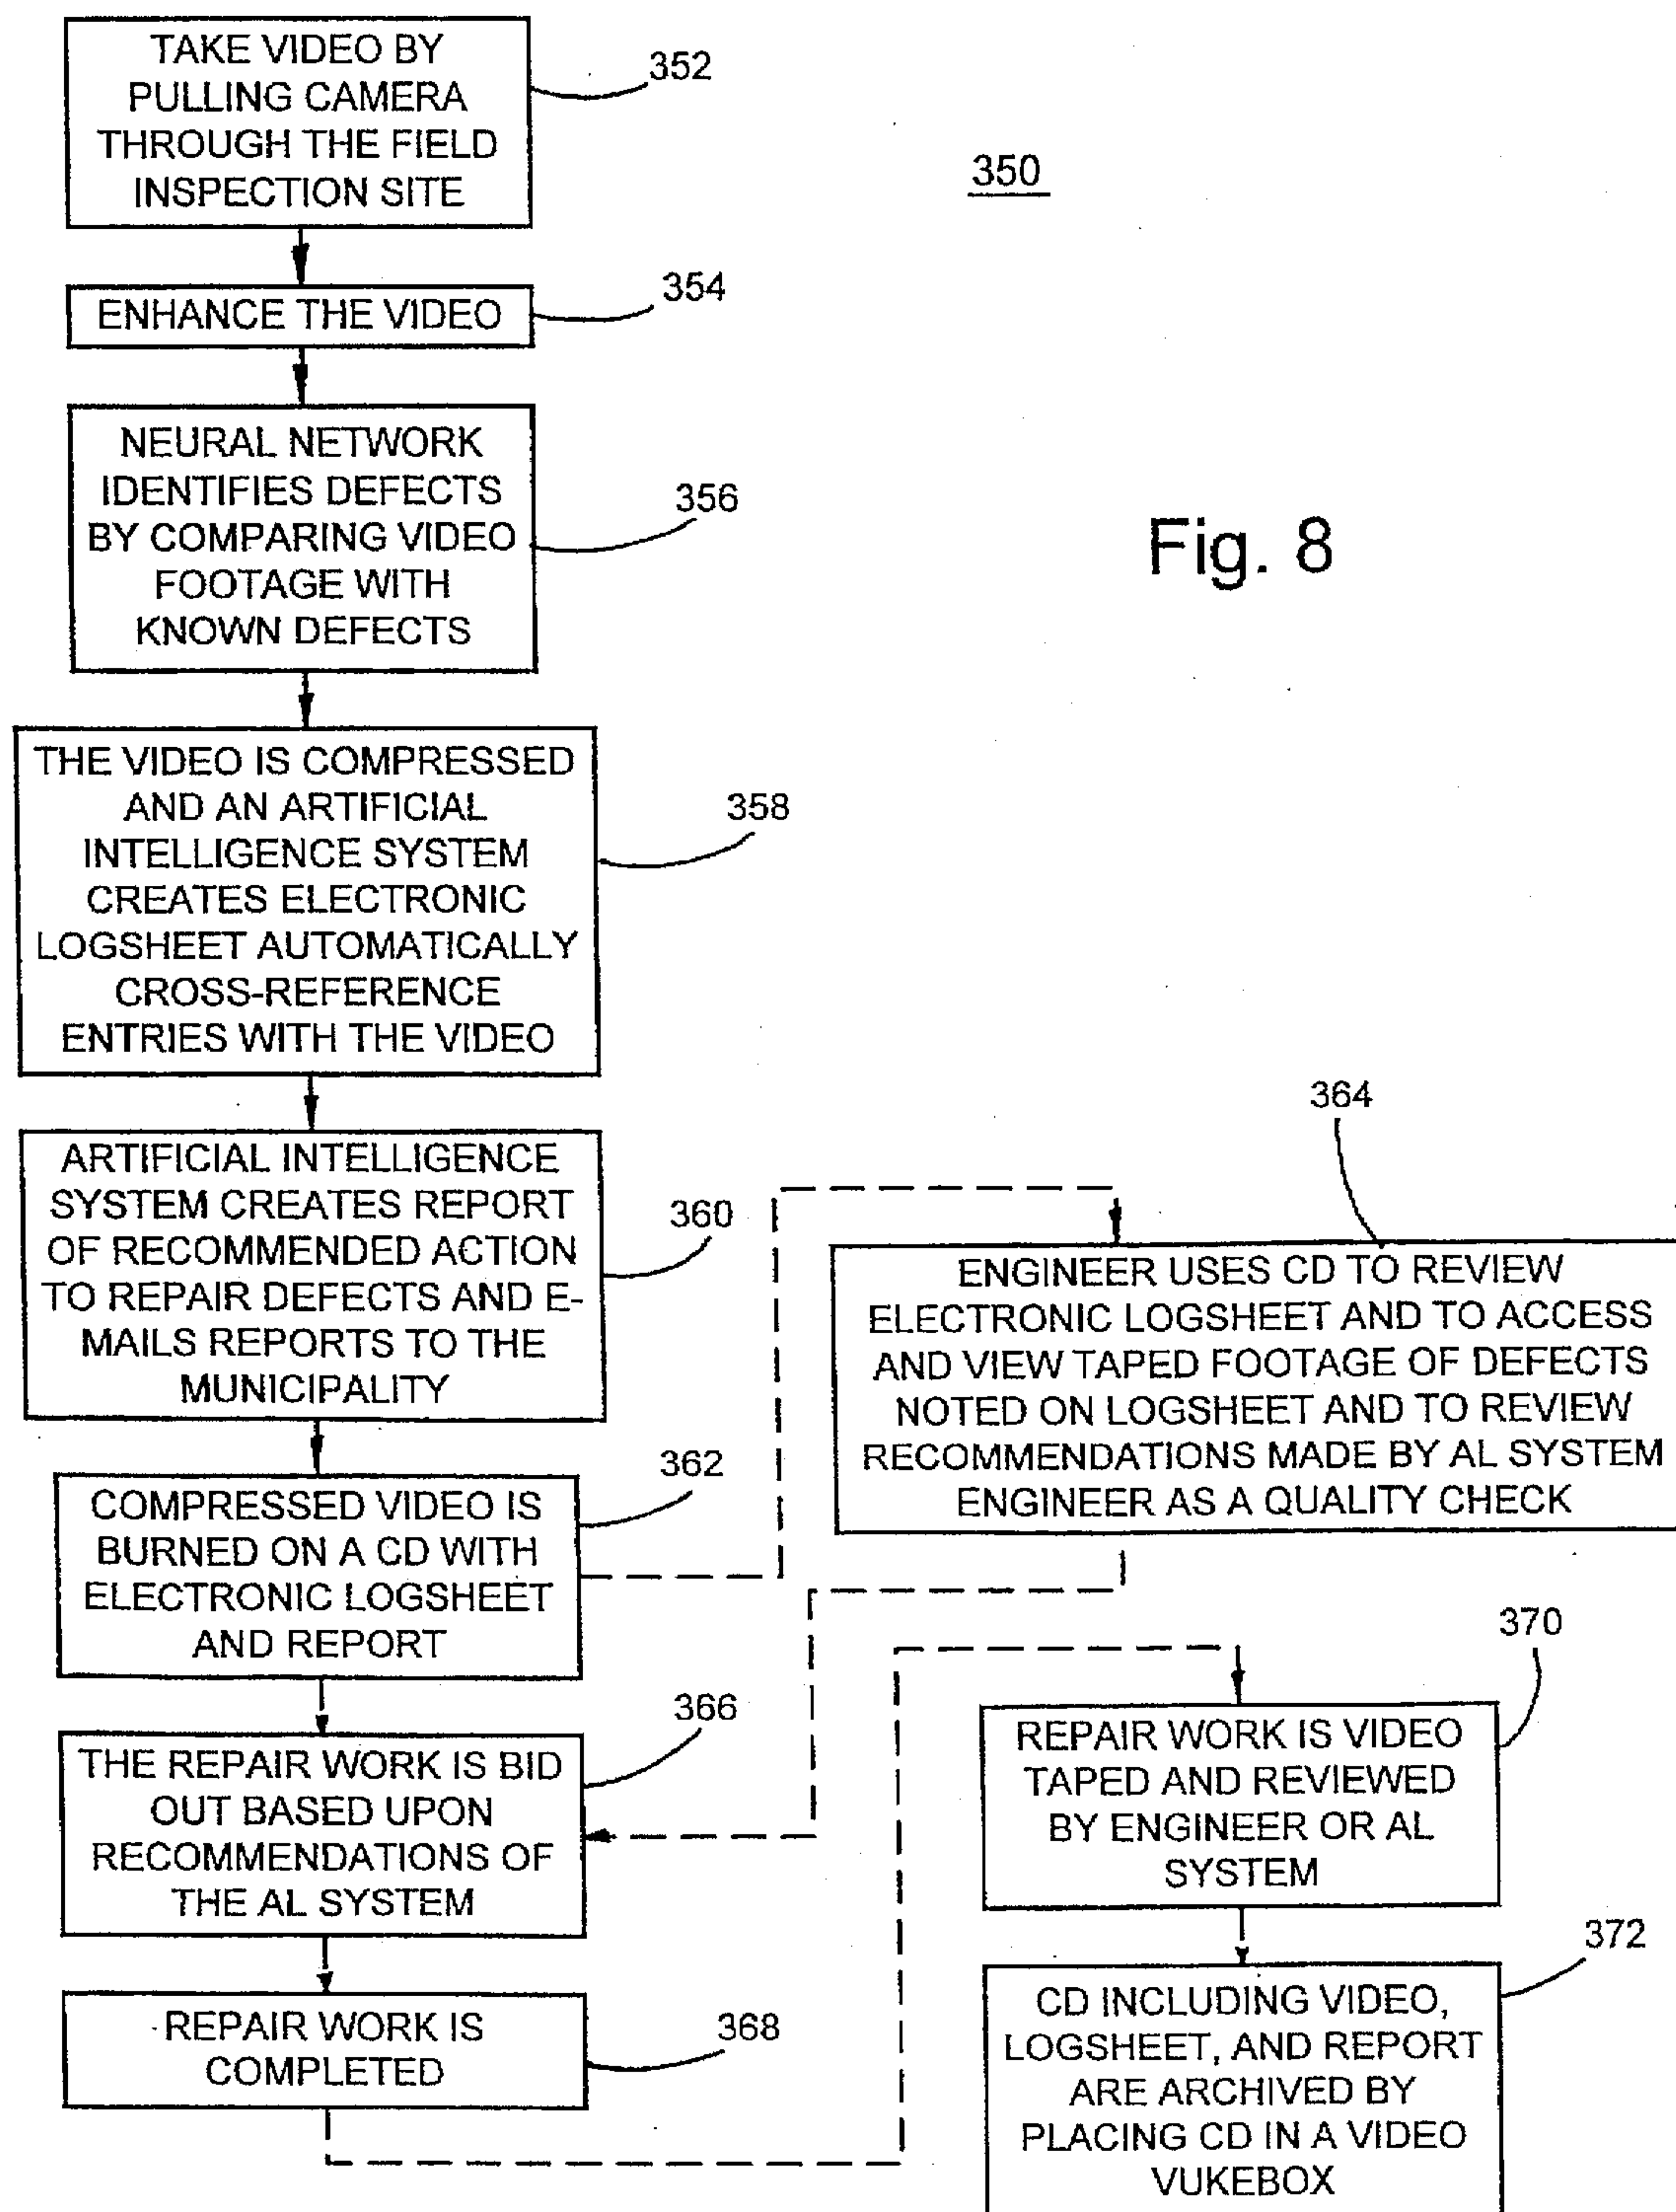 TAKE VIDEO BY
PULLING CAMERA
THROUGH THE FIELD
INSPECTION SITE
352
350
ENHANCE THE VIDEO
354
NEURAL NETWORK
IDENTIFIES DEFECTS
BY COMPARING VIDEO
FOOTAGE WITH
KNOWN DEFECTS
356
Fig. 8
THE VIDEO IS COMPRESSED
AND AN ARTIFICIAL
INTELLIGENCE SYSTEM
CREATES ELECTRONIC
LOGSHEET AUTOMATICALLY
CROSS-REFERENCE
ENTRIES WITH THE VIDEO
358
ARTIFICIAL INTELLIGENCE
SYSTEM CREATES REPORT
OF RECOMMENDED ACTION
TO REPAIR DEFECTS AND E-
MAILS REPORTS TO THE
MUNICIPALITY
360
COMPRESSED VIDEO IS
BURNED ON A CD WITH
ELECTRONIC LOGSHEET
AND REPORT
362
364
ENGINEER USES CD TO REVIEW
ELECTRONIC LOGSHEET AND TO ACCESS
AND VIEW TAPED FOOTAGE OF DEFECTS
NOTED ON LOGSHEET AND TO REVIEW
RECOMMENDATIONS MADE BY AL SYSTEM
ENGINEER AS A QUALITY CHECK
THE REPAIR WORK IS BID
OUT BASED UPON
RECOMMENDATIONS OF
THE AL SYSTEM
366
REPAIR WORK IS
COMPLETED
368
370
REPAIR WORK IS VIDEO
TAPED AND REVIEWED
BY ENGINEER OR AL
SYSTEM
372
CD INCLUDING VIDEO,
LOGSHEET, AND REPORT
ARE ARCHIVED BY
PLACING CD IN A VIDEO
VUKEBOX